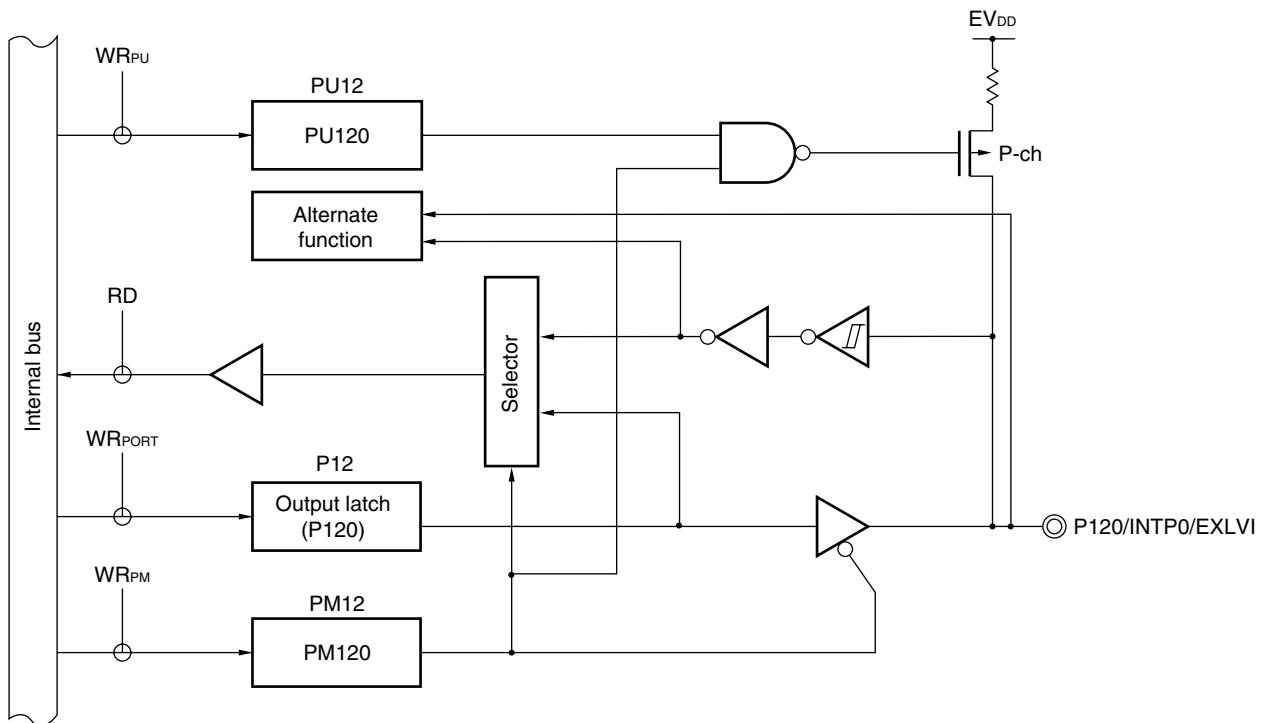 EVDD
WRPU
PU12
PU120
P-ch
Alternate
function
RD
Selector
Internal bus
WRPORT
P12
Output latch
(P120)
P120/INTP0/EXLVI
WRPM
PM12
PM120